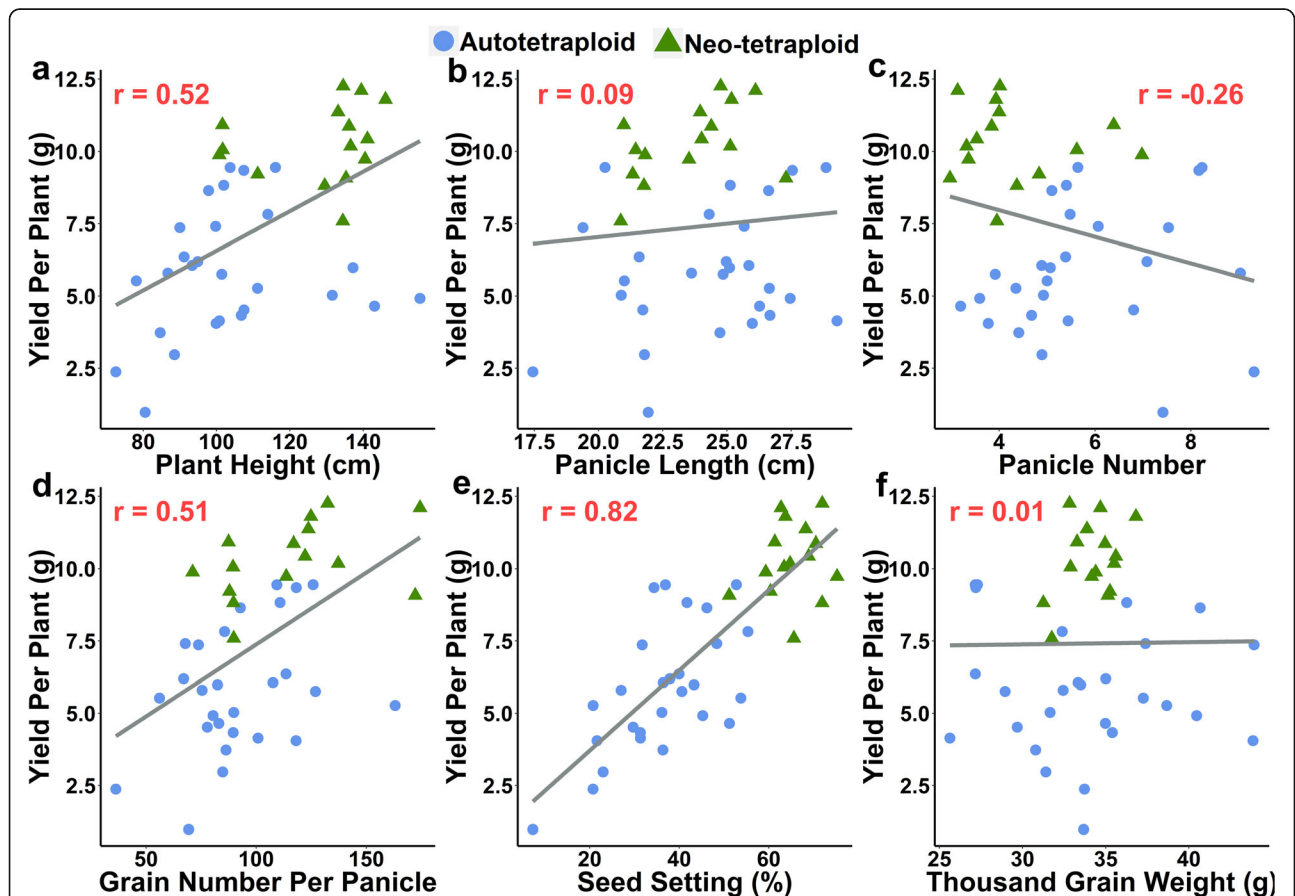 Autotetraploid Neo-tetraploid
a
r = 0.52
Yield Per Plant (g)
12.5
10.0
7.5
5.0
2.5
80 100 120 140
Plant Height (cm)
b
r = 0.09
Yield Per Plant (g)
12.5
10.0
7.5
5.0
2.5
17.5 20.0 22.5 25.0 27.5
Panicle Length (cm)
c
r = -0.26
Yield Per Plant (g)
12.5
10.0
7.5
5.0
2.5
4 6 8
Panicle Number
d
r = 0.51
Yield Per Plant (g)
12.5
10.0
7.5
5.0
2.5
50 100 150
Grain Number Per Panicle
e
r = 0.82
Yield Per Plant (g)
12.5
10.0
7.5
5.0
2.5
20 40 60
Seed Setting (%)
f
r = 0.01
Yield Per Plant (g)
12.5
10.0
7.5
5.0
2.5
25 30 35 40
Thousand Grain Weight (g)